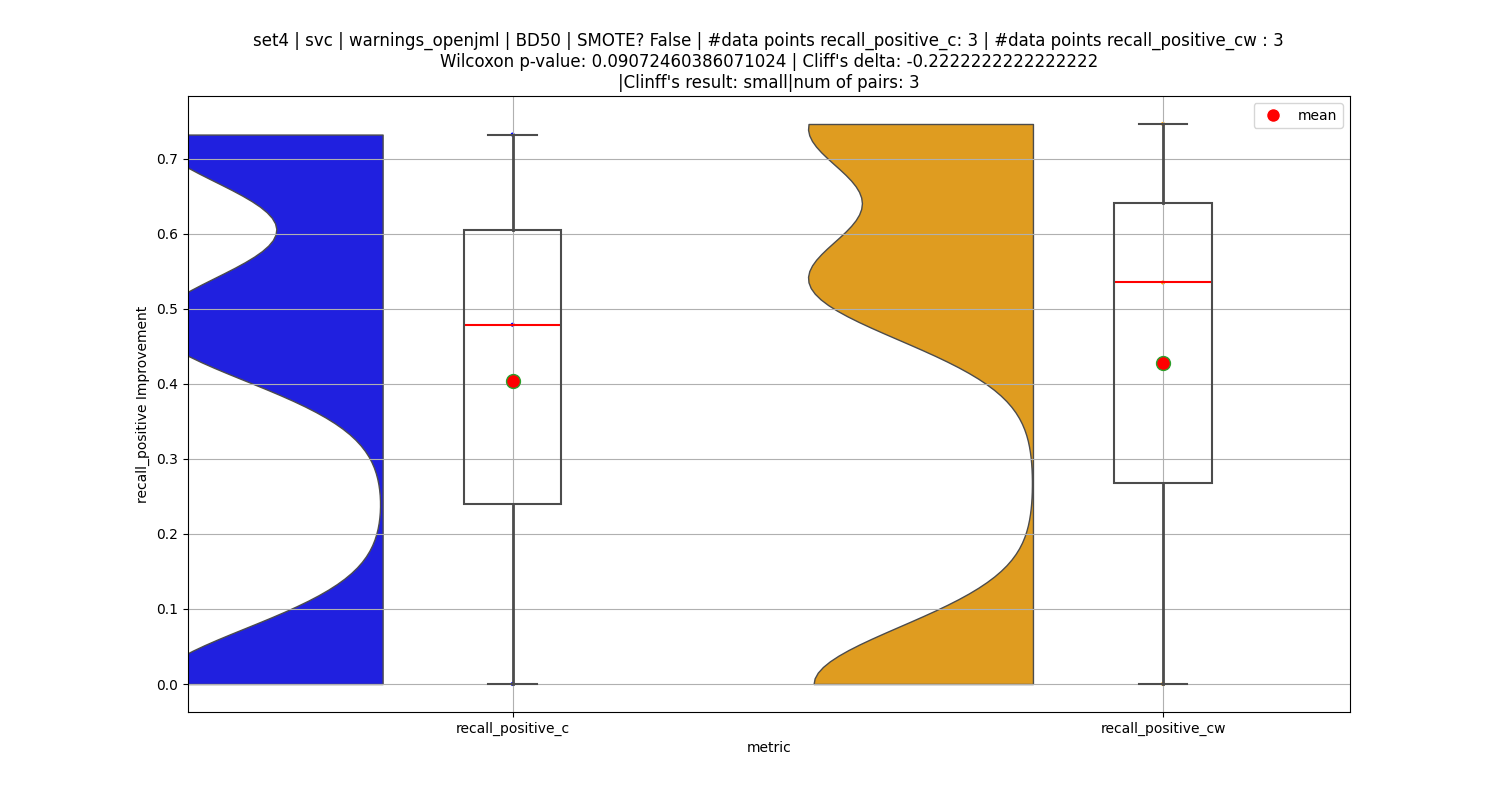 set4 | svc | warnings_openjml | BD50 | SMOTE? False | #data points recall_positive_c: 3 | #data points recall_positive_cw : 3
Wilcoxon p-value: 0.09072460386071024 | Cliff's delta: -0.2222222222222222
|Clinff's result: small|num of pairs: 3
mean
0.7
0.6
0.5
0.4
0.3
0.2
0.1
0.0
recall_positive Improvement
recall_positive_c
recall_positive_cw
metric